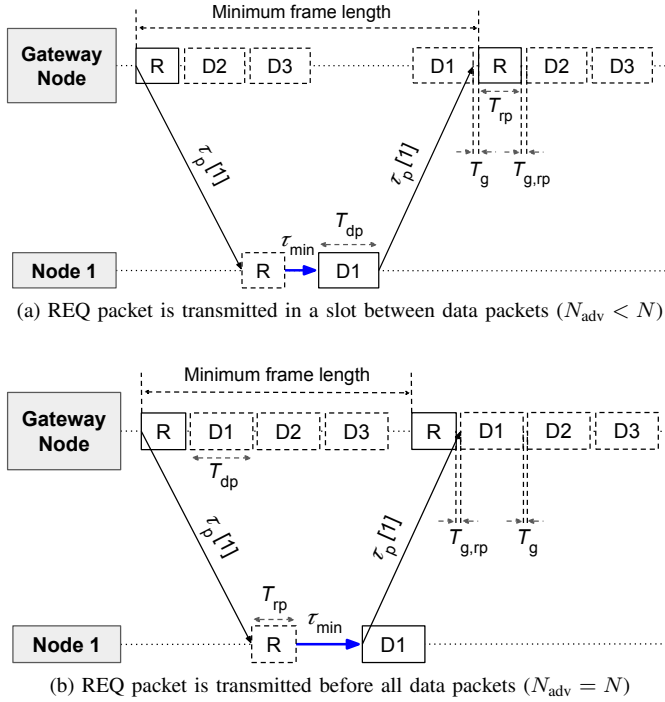 Minimum frame length
Gateway Node
R D2 D3 D1 R D2 D3
T_rp
τ_p[1] τ_p[1]
T_g T_g,rp
T_dp
τ_min
Node 1
R D1
(a) REQ packet is transmitted in a slot between data packets (N_adv < N)
Minimum frame length
Gateway Node
R D1 D2 D3 R D1 D2 D3
T_dp
τ_p[1] τ_p[1]
T_g,rp T_g
T_rp
τ_min
Node 1
R D1
(b) REQ packet is transmitted before all data packets (N_adv = N)